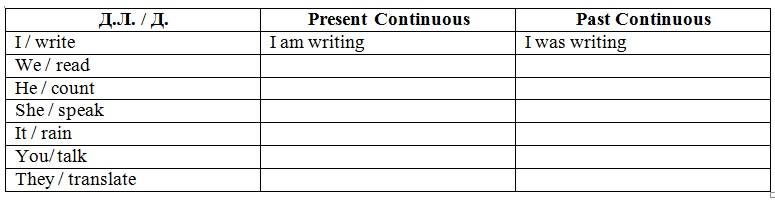 Д.Л. / Д. Present Continuous Past Continuous
I / write I am writing I was writing
We / read
He / count
She / speak
It / rain
You/ talk
They / translate